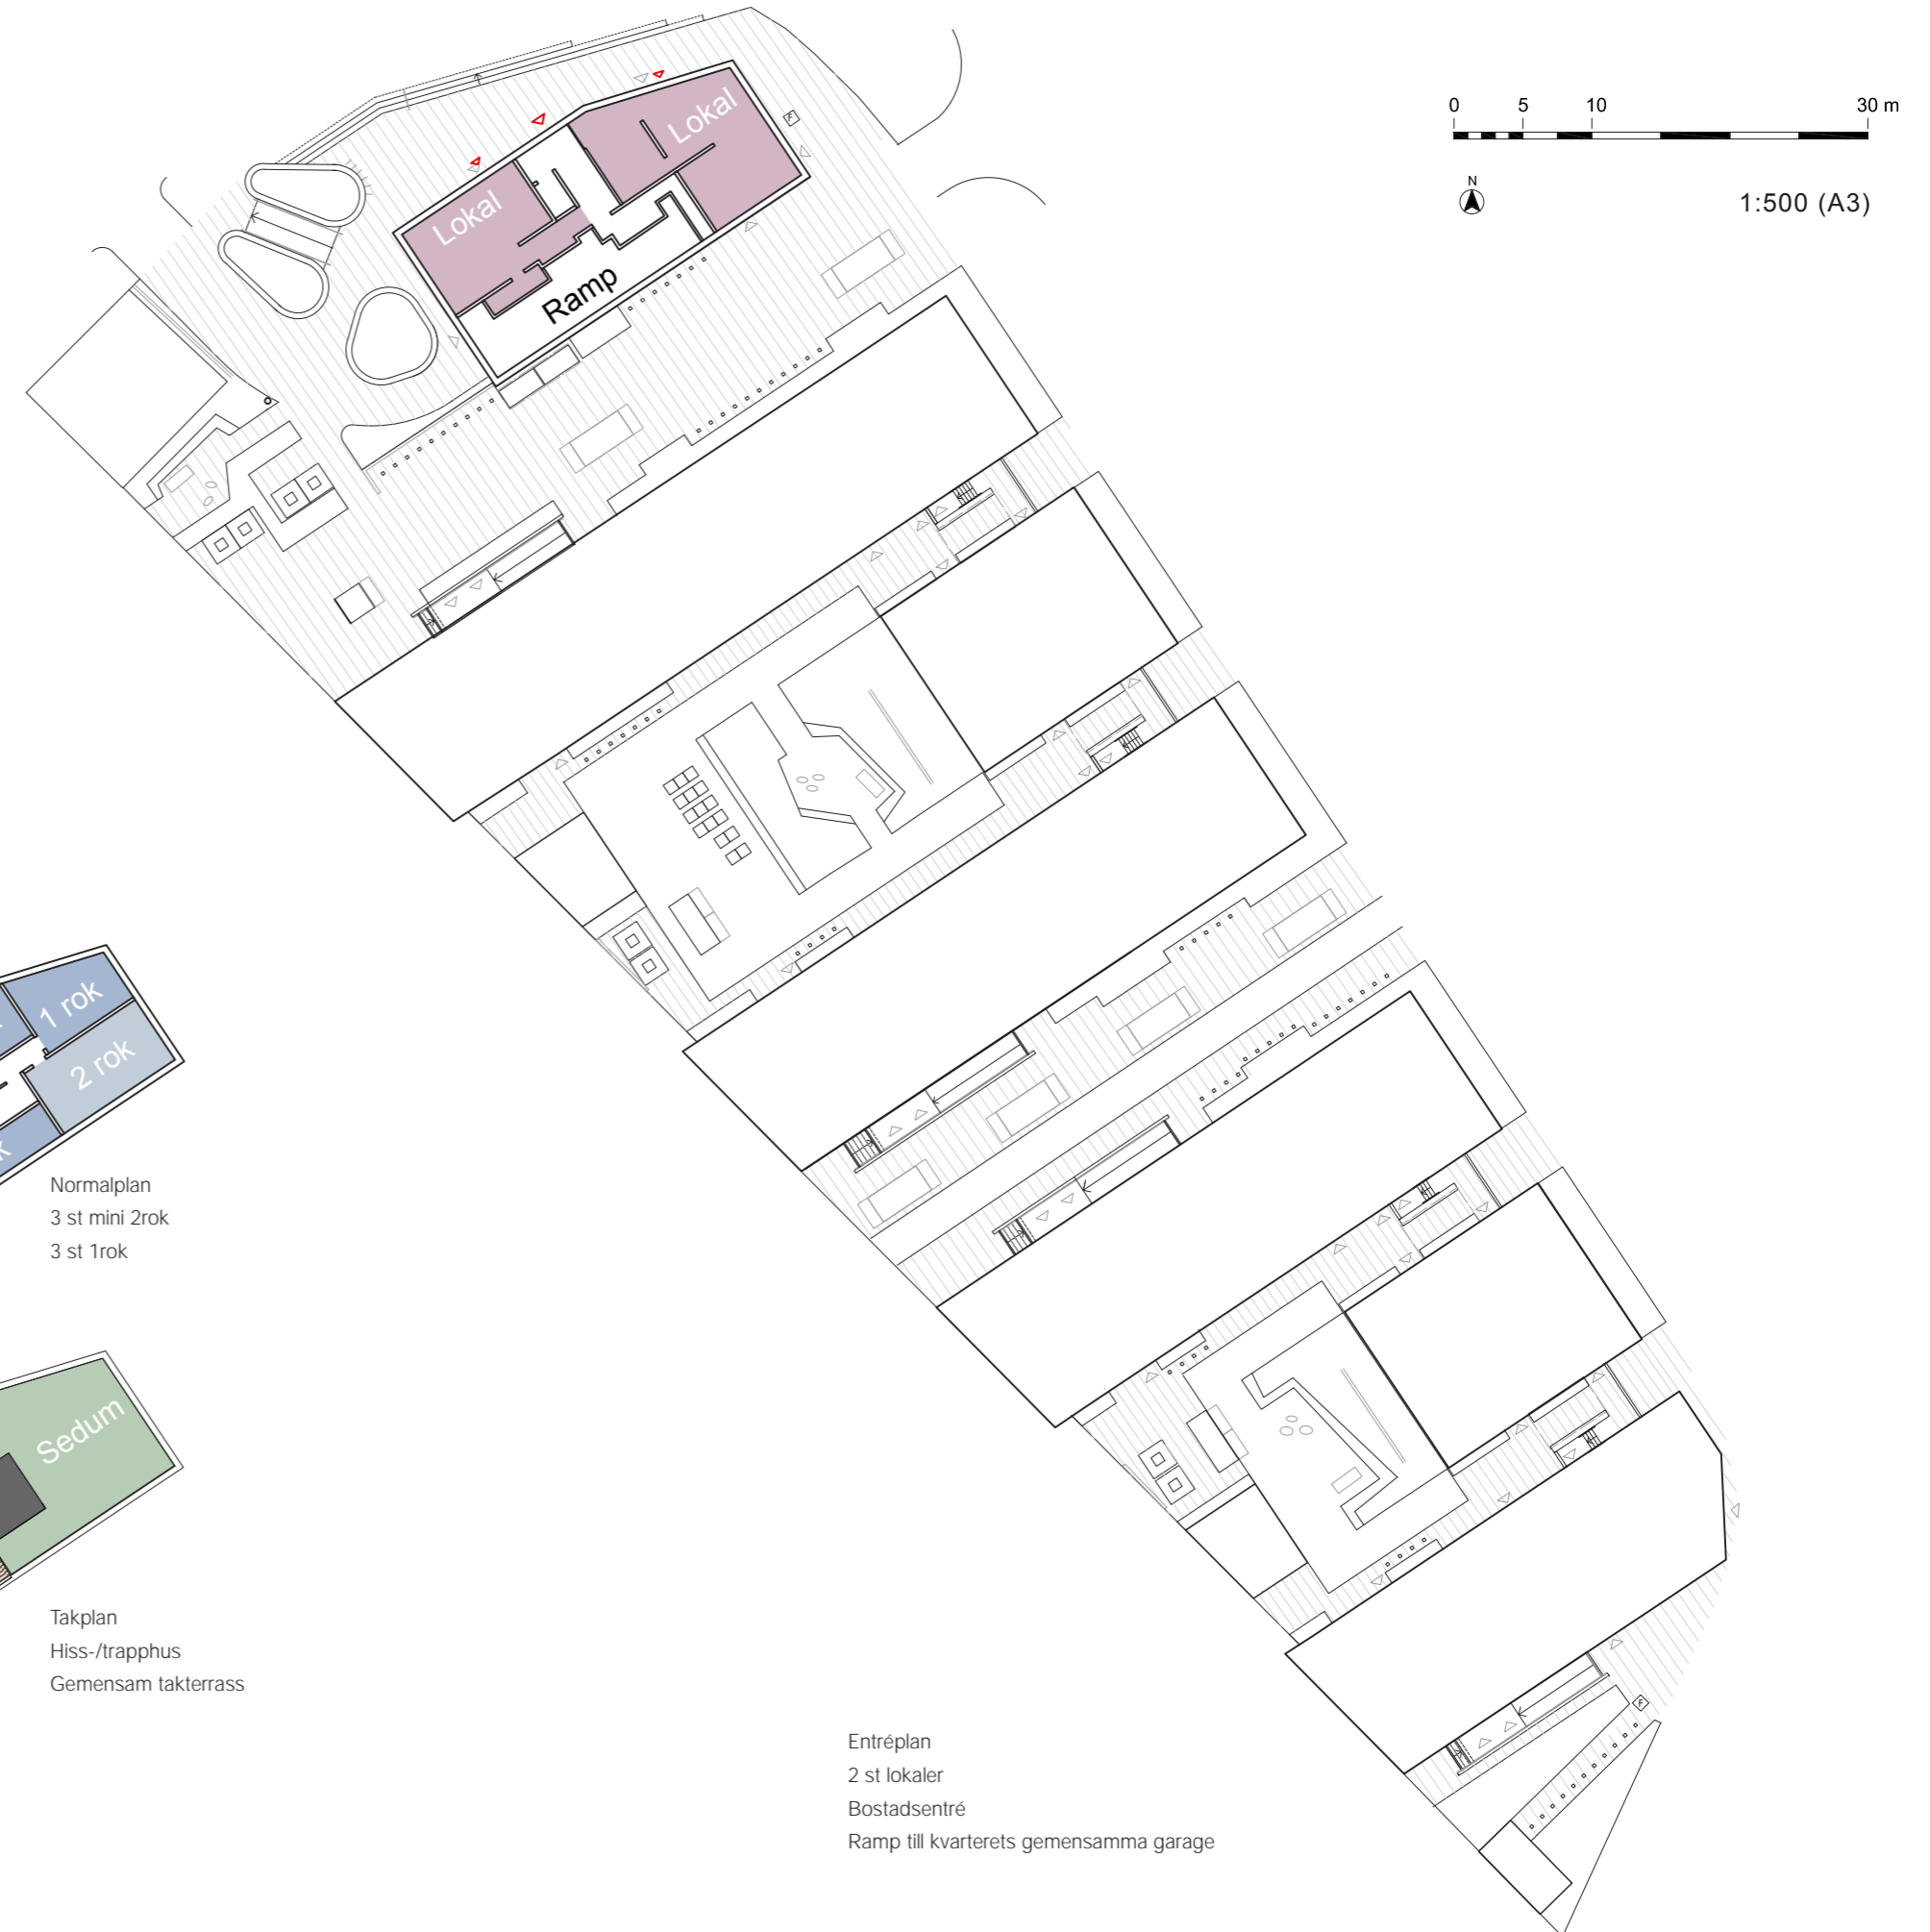 0 5 10 30 m
N
1:500 (A3)
Lokal
Lokal
Ramp
F
1 rok
2 rok
k
Normalplan
3 st mini 2rok
3 st 1rok
Sedum
Takplan
Hiss-/trapphus
Gemensam takterrass
F
Entréplan
2 st lokaler
Bostadsentré
Ramp till kvarterets gemensamma garage